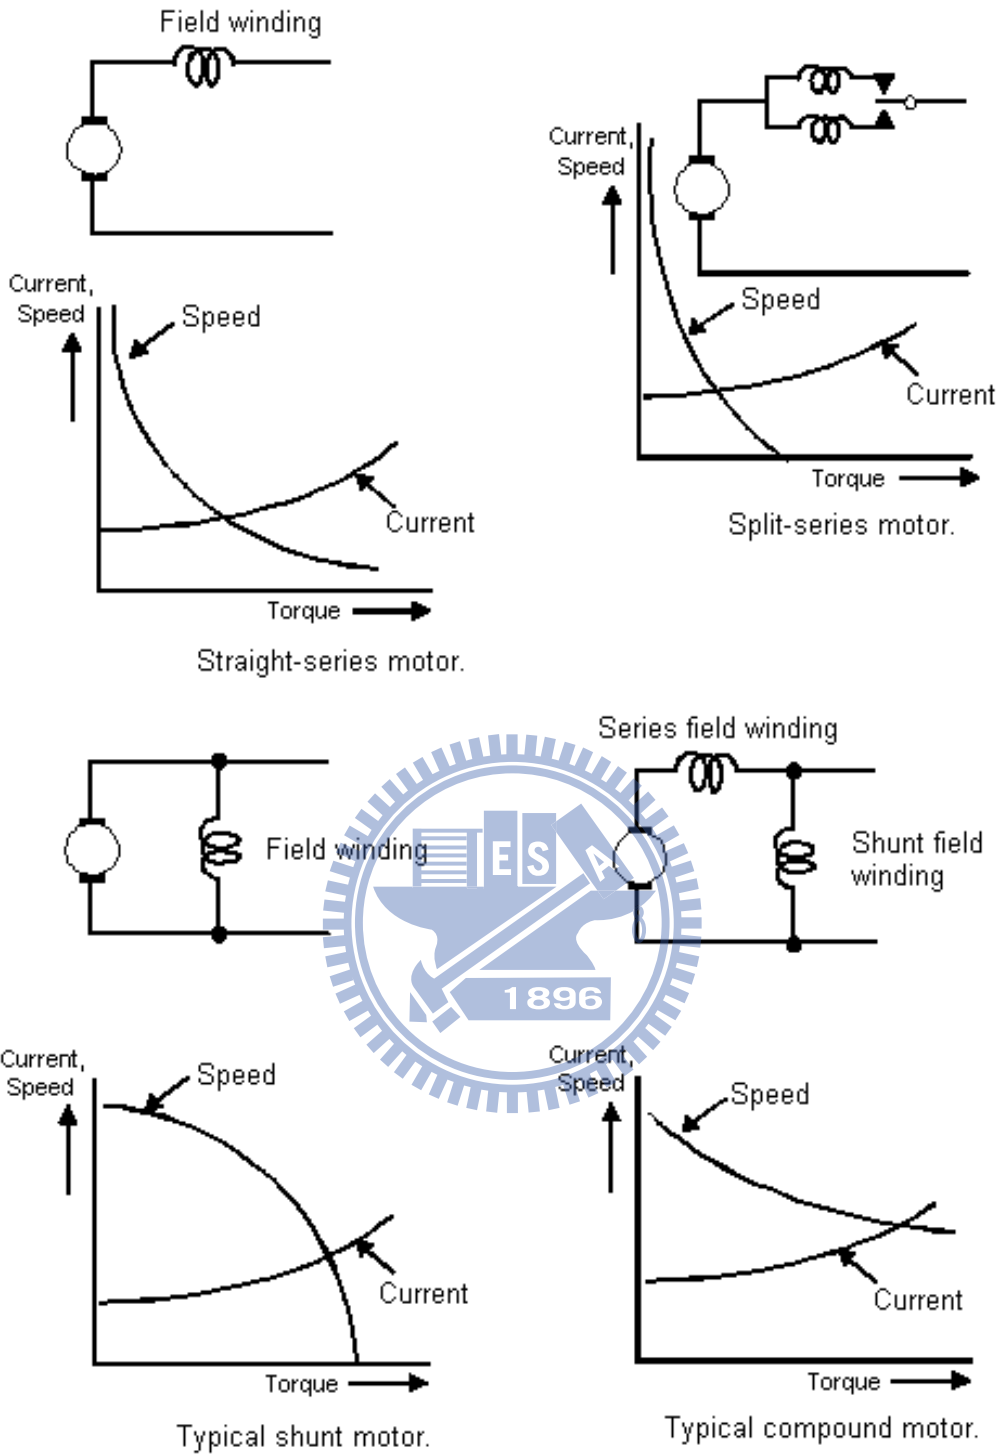 Field winding
Current,
Speed
Speed
Current
Torque
Straight-series motor.
Current,
Speed
Speed
Current
Torque
Split-series motor.
Field winding
Current,
Speed
Speed
Current
Torque
Typical shunt motor.
Series field winding
Shunt field
winding
Current,
Speed
Speed
Current
Torque
Typical compound motor.
E S A
1896